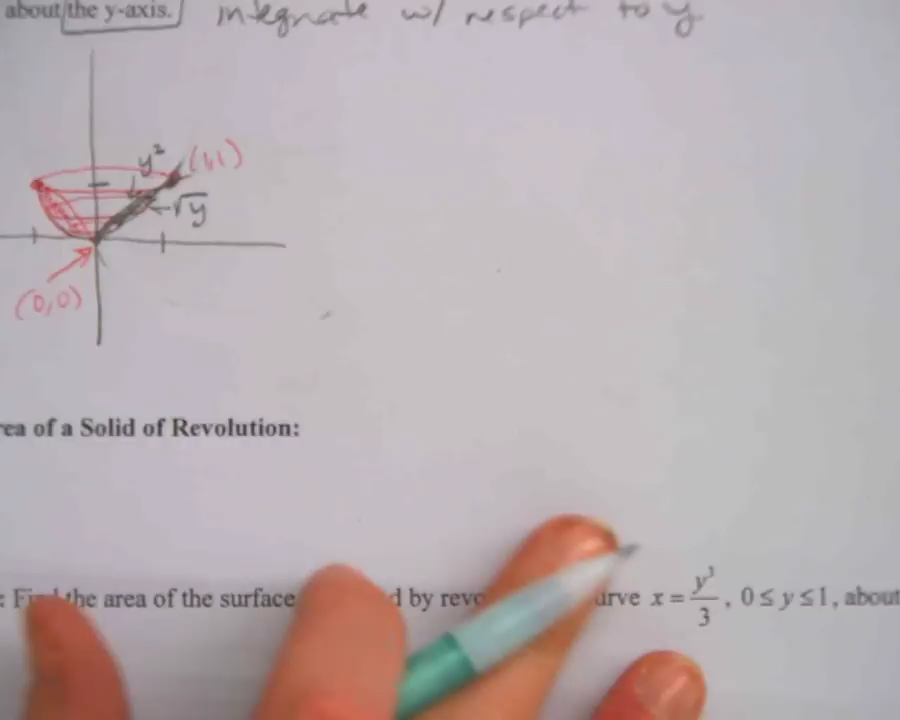 about the y-axis. integrate w/ respect to y
y² (1,1)
√y
(0,0)
rea of a Solid of Revolution:
: Find the area of the surface d by revo urve x = y³/3 , 0 ≤ y ≤ 1, about